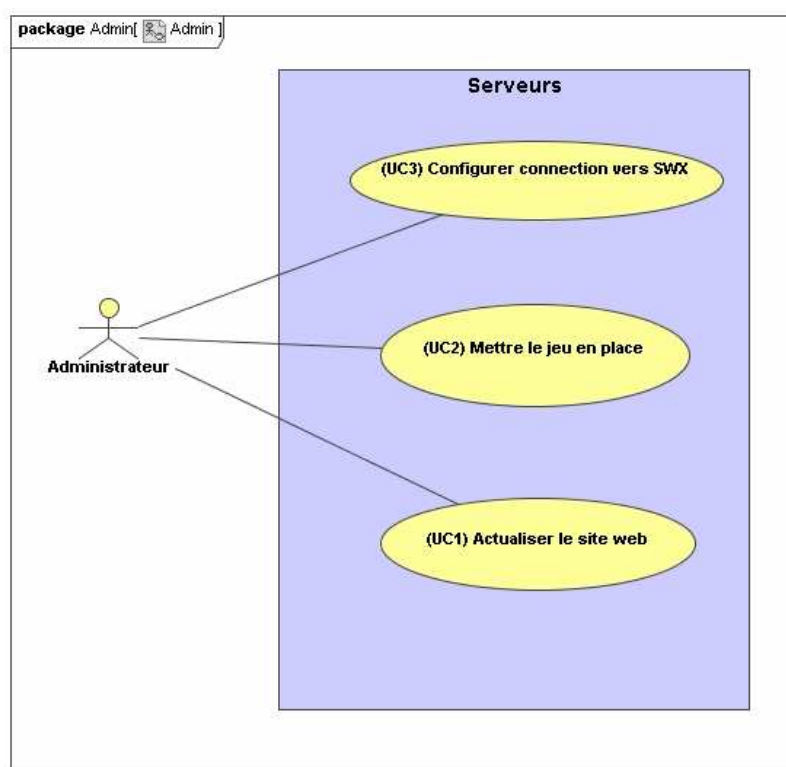 package Admin[ Admin ]
Serveurs
(UC3) Configurer connection vers SWX
(UC2) Mettre le jeu en place
Administrateur
(UC1) Actualiser le site web